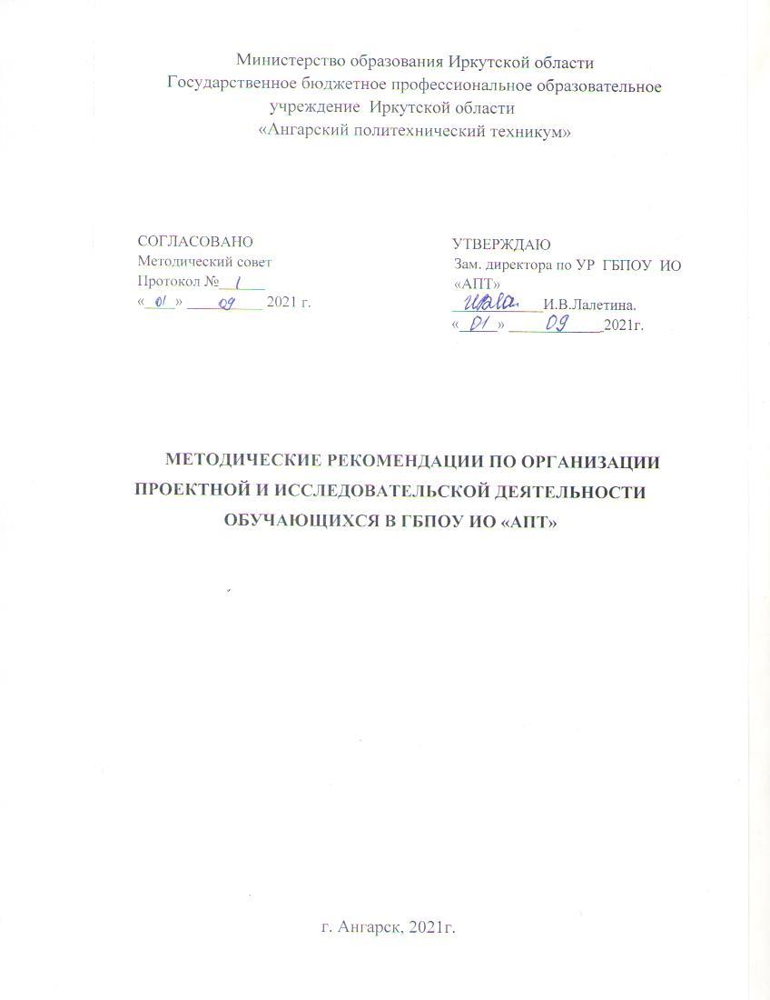 Министерство образования Иркутской области
Государственное бюджетное профессиональное образовательное
учреждение Иркутской области
«Ангарский политехнический техникум»
СОГЛАСОВАНО
Методический совет
Протокол № 1
«01» 09 2021 г.
УТВЕРЖДАЮ
Зам. директора по УР ГБПОУ ИО
«АПТ»
И.В.Лалетина.
«01» 09 2021г.
МЕТОДИЧЕСКИЕ РЕКОМЕНДАЦИИ ПО ОРГАНИЗАЦИИ
ПРОЕКТНОЙ И ИССЛЕДОВАТЕЛЬСКОЙ ДЕЯТЕЛЬНОСТИ
ОБУЧАЮЩИХСЯ В ГБПОУ ИО «АПТ»
г. Ангарск, 2021г.